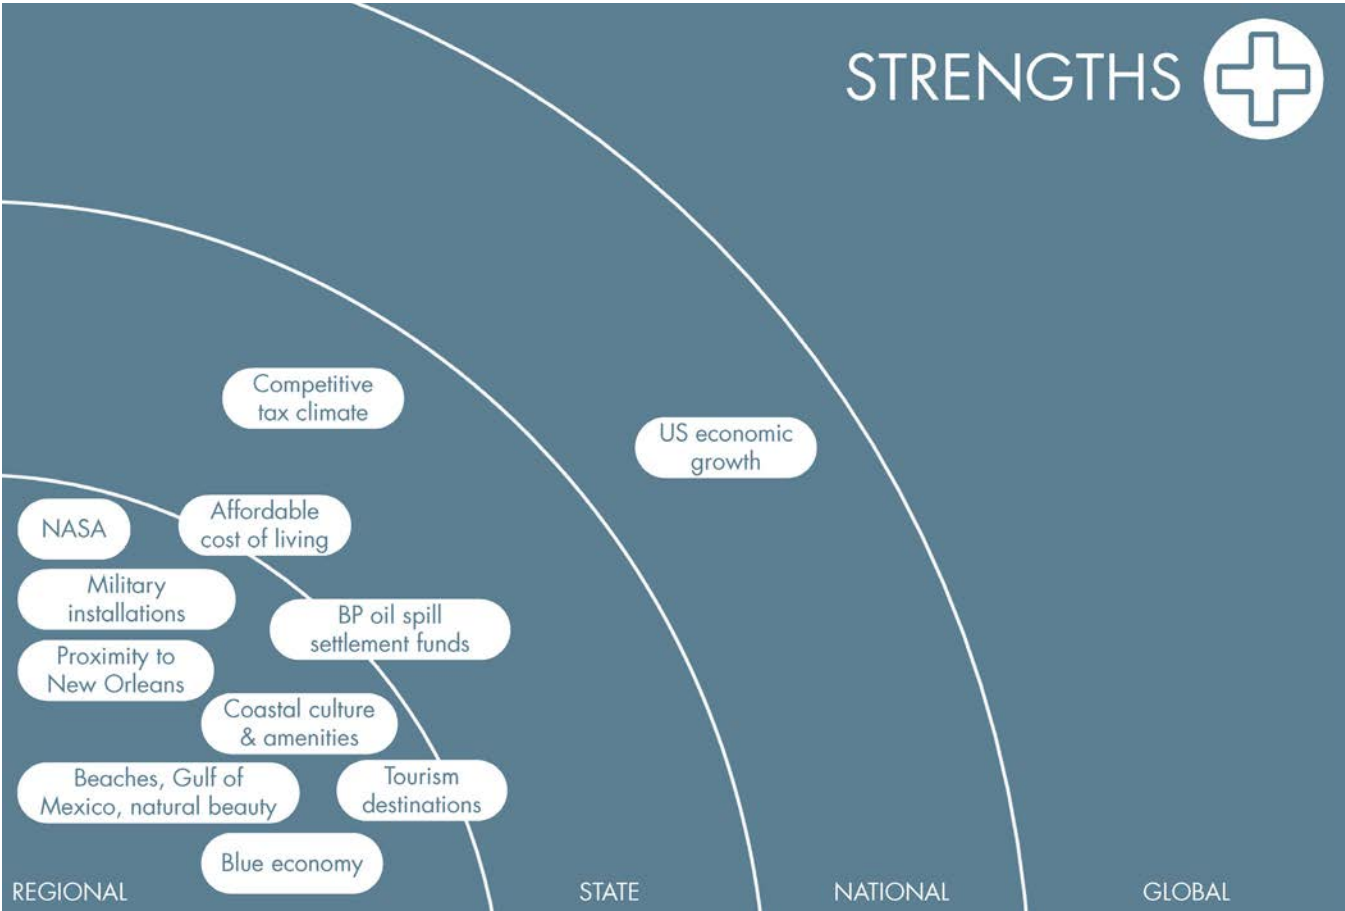 STRENGTHS
Competitive
tax climate
US economic
growth
NASA
Affordable
cost of living
Military
installations
BP oil spill
settlement funds
Proximity to
New Orleans
Coastal culture
& amenities
Beaches, Gulf of
Mexico, natural beauty
Tourism
destinations
Blue economy
REGIONAL
STATE
NATIONAL
GLOBAL